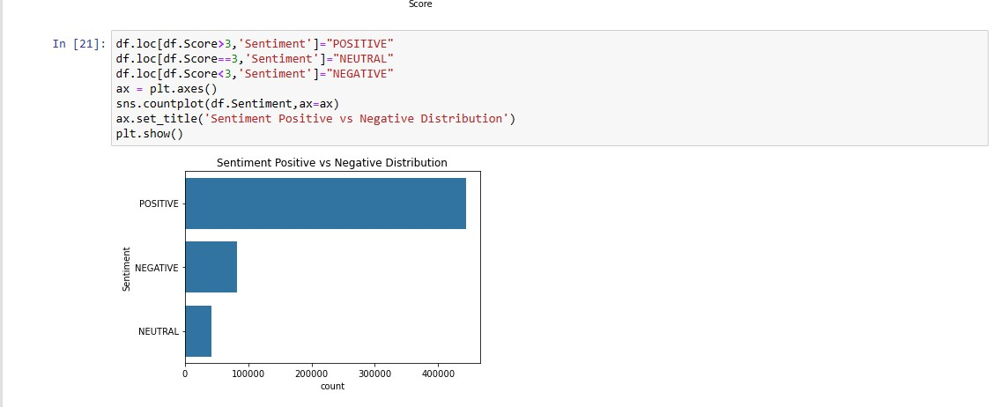 Score
In [21]:
df.loc[df.Score>3,'Sentiment']="POSITIVE"
df.loc[df.Score==3,'Sentiment']="NEUTRAL"
df.loc[df.Score<3,'Sentiment']="NEGATIVE"
ax = plt.axes()
sns.countplot(df.Sentiment,ax=ax)
ax.set_title('Sentiment Positive vs Negative Distribution')
plt.show()
Sentiment Positive vs Negative Distribution
POSITIVE
NEGATIVE
NEUTRAL
Sentiment
0 100000 200000 300000 400000
count